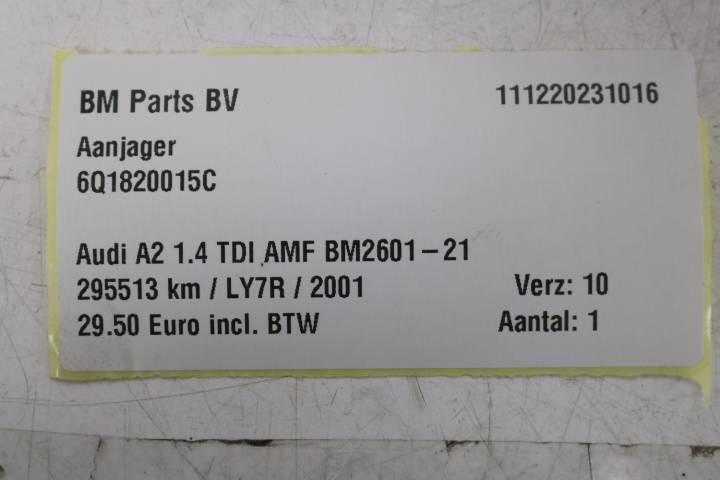 BM Parts BV 111220231016
Aanjager
6Q1820015C
Audi A2 1.4 TDI AMF BM2601-21
295513 km / LY7R / 2001 Verz: 10
29.50 Euro incl. BTW Aantal: 1